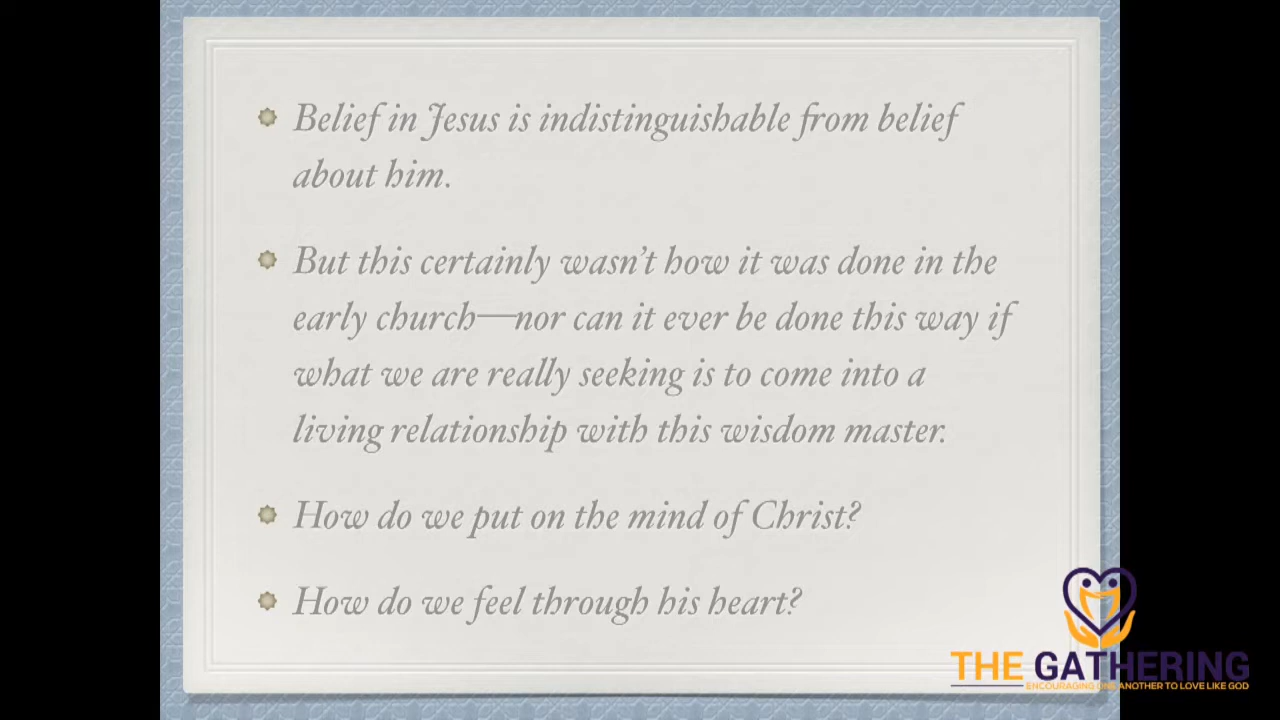 Belief in Jesus is indistinguishable from belief
about him.
But this certainly wasn't how it was done in the
early church—nor can it ever be done this way if
what we are really seeking is to come into a
living relationship with this wisdom master.
How do we put on the mind of Christ?
How do we feel through his heart?
THE GATHERING
ENCOURAGING ONE ANOTHER TO LOVE LIKE GOD